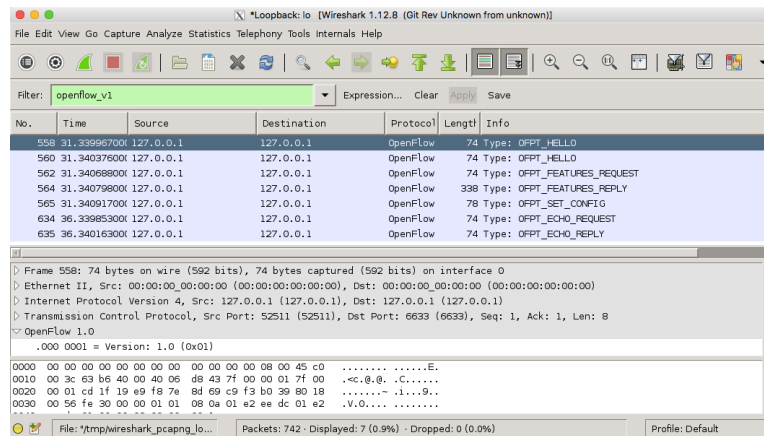 *Loopback: lo [Wireshark 1.12.8 (Git Rev Unknown from unknown)]
File Edit View Go Capture Analyze Statistics Telephony Tools Internals Help
Filter: openflow_v1 Expression... Clear Apply Save
No. Time Source Destination Protocol Length Info
558 31.33996700( 127.0.0.1 127.0.0.1 OpenFlow 74 Type: OFPT_HELLO
560 31.34037600( 127.0.0.1 127.0.0.1 OpenFlow 74 Type: OFPT_HELLO
562 31.34068800( 127.0.0.1 127.0.0.1 OpenFlow 74 Type: OFPT_FEATURES_REQUEST
564 31.34079800( 127.0.0.1 127.0.0.1 OpenFlow 338 Type: OFPT_FEATURES_REPLY
565 31.34091700( 127.0.0.1 127.0.0.1 OpenFlow 78 Type: OFPT_SET_CONFIG
634 36.33985300( 127.0.0.1 127.0.0.1 OpenFlow 74 Type: OFPT_ECHO_REQUEST
635 36.34016300( 127.0.0.1 127.0.0.1 OpenFlow 74 Type: OFPT_ECHO_REPLY
Frame 558: 74 bytes on wire (592 bits), 74 bytes captured (592 bits) on interface 0
Ethernet II, Src: 00:00:00_00:00:00 (00:00:00:00:00:00), Dst: 00:00:00_00:00:00 (00:00:00:00:00:00)
Internet Protocol Version 4, Src: 127.0.0.1 (127.0.0.1), Dst: 127.0.0.1 (127.0.0.1)
Transmission Control Protocol, Src Port: 52511 (52511), Dst Port: 6633 (6633), Seq: 1, Ack: 1, Len: 8
OpenFlow 1.0
.000 0001 = Version: 1.0 (0x01)
0000 00 00 00 00 00 00 00 00 00 00 00 00 08 00 45 c0 ........ ......E.
0010 00 3c 63 b6 40 00 40 06 d8 43 7f 00 00 01 7f 00 .<c.@.@. .C......
0020 00 01 cd 1f 19 e9 f8 7e 8d 69 c9 f3 b0 39 80 18 .......~ .i...9..
0030 00 56 fe 30 00 00 01 01 08 0a 01 e2 ee dc 01 e2 .V.0.... ........
File: "/tmp/wireshark_pcapng_lo... Packets: 742 · Displayed: 7 (0.9%) · Dropped: 0 (0.0%) Profile: Default